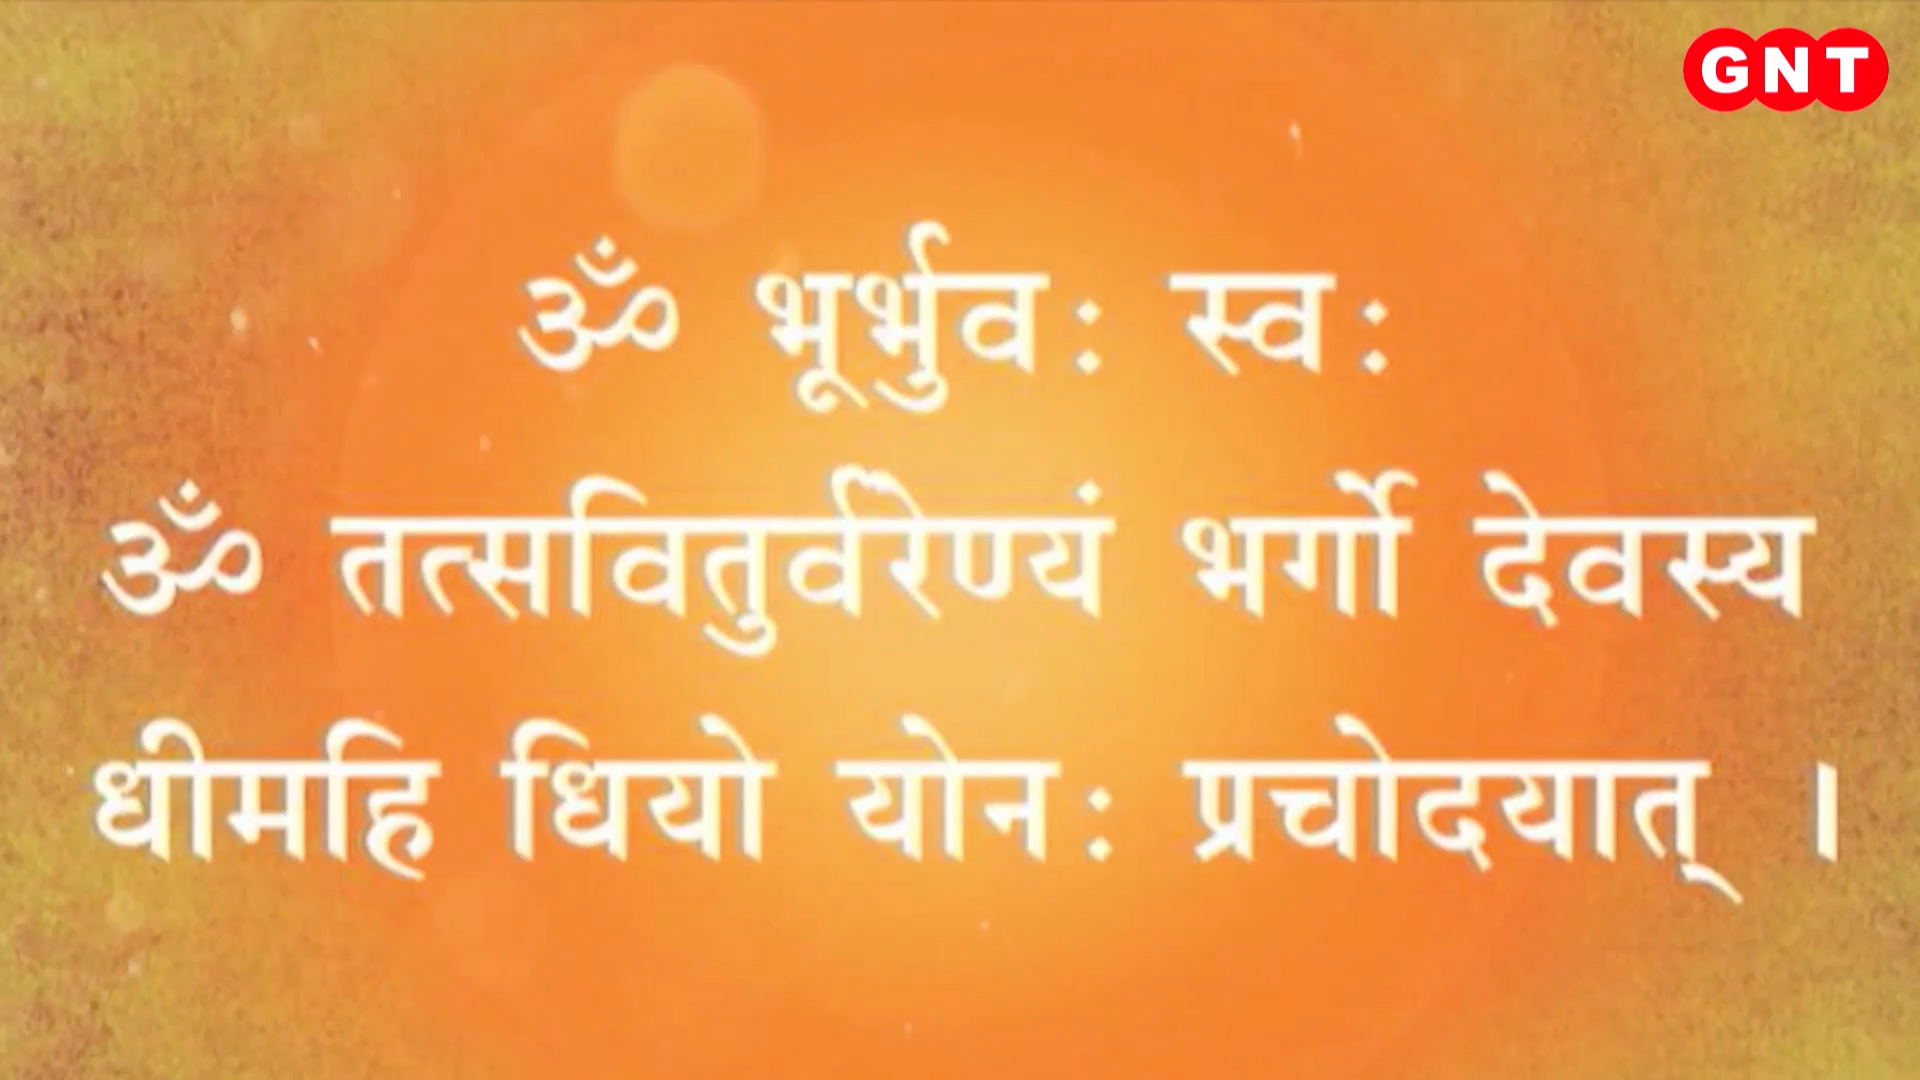 GNT
ॐ भूर्भुवः स्वः
ॐ तत्सवितुर्वरेण्यं भर्गो देवस्य
धीमहि धियो योनः प्रचोदयात् ।